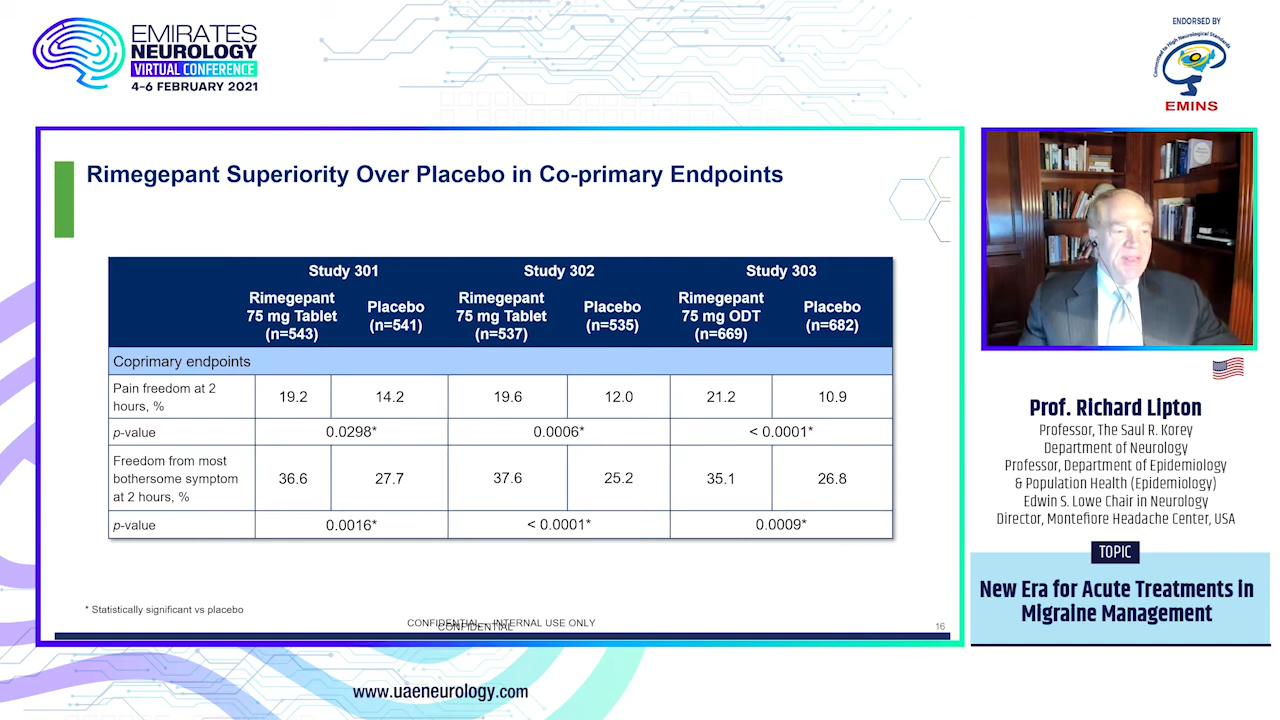 EMIRATES
NEUROLOGY
VIRTUAL CONFERENCE
4-6 FEBRUARY 2021
ENDORSED BY
Committed to High Neurological Standards
EMINS
Rimegepant Superiority Over Placebo in Co-primary Endpoints
Study 301 Study 302 Study 303
Rimegepant 75 mg Tablet (n=543) Placebo (n=541) Rimegepant 75 mg Tablet (n=537) Placebo (n=535) Rimegepant 75 mg ODT (n=669) Placebo (n=682)
Coprimary endpoints
Pain freedom at 2 hours, % 19.2 14.2 19.6 12.0 21.2 10.9
p-value 0.0298* 0.0006* < 0.0001*
Freedom from most bothersome symptom at 2 hours, % 36.6 27.7 37.6 25.2 35.1 26.8
p-value 0.0016* < 0.0001* 0.0009*
* Statistically significant vs placebo
CONFIDENTIAL – INTERNAL USE ONLY
CONFIDENTIAL
16
Prof. Richard Lipton
Professor, The Saul R. Korey
Department of Neurology
Professor, Department of Epidemiology
& Population Health (Epidemiology)
Edwin S. Lowe Chair in Neurology
Director, Montefiore Headache Center, USA
TOPIC
New Era for Acute Treatments in
Migraine Management
www.uaeneurology.com